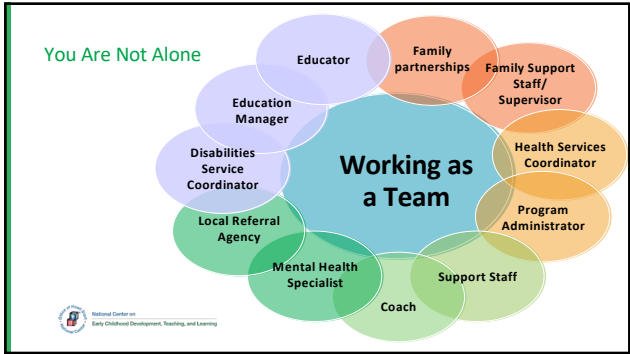 You Are Not Alone
Educator
Family
partnerships
Family Support
Staff/
Supervisor
Education
Manager
Health Services
Coordinator
Disabilities
Service
Coordinator
Working as
a Team
Program
Administrator
Local Referral
Agency
Mental Health
Specialist
Support Staff
Coach
National Center on
Early Childhood Development, Teaching, and Learning